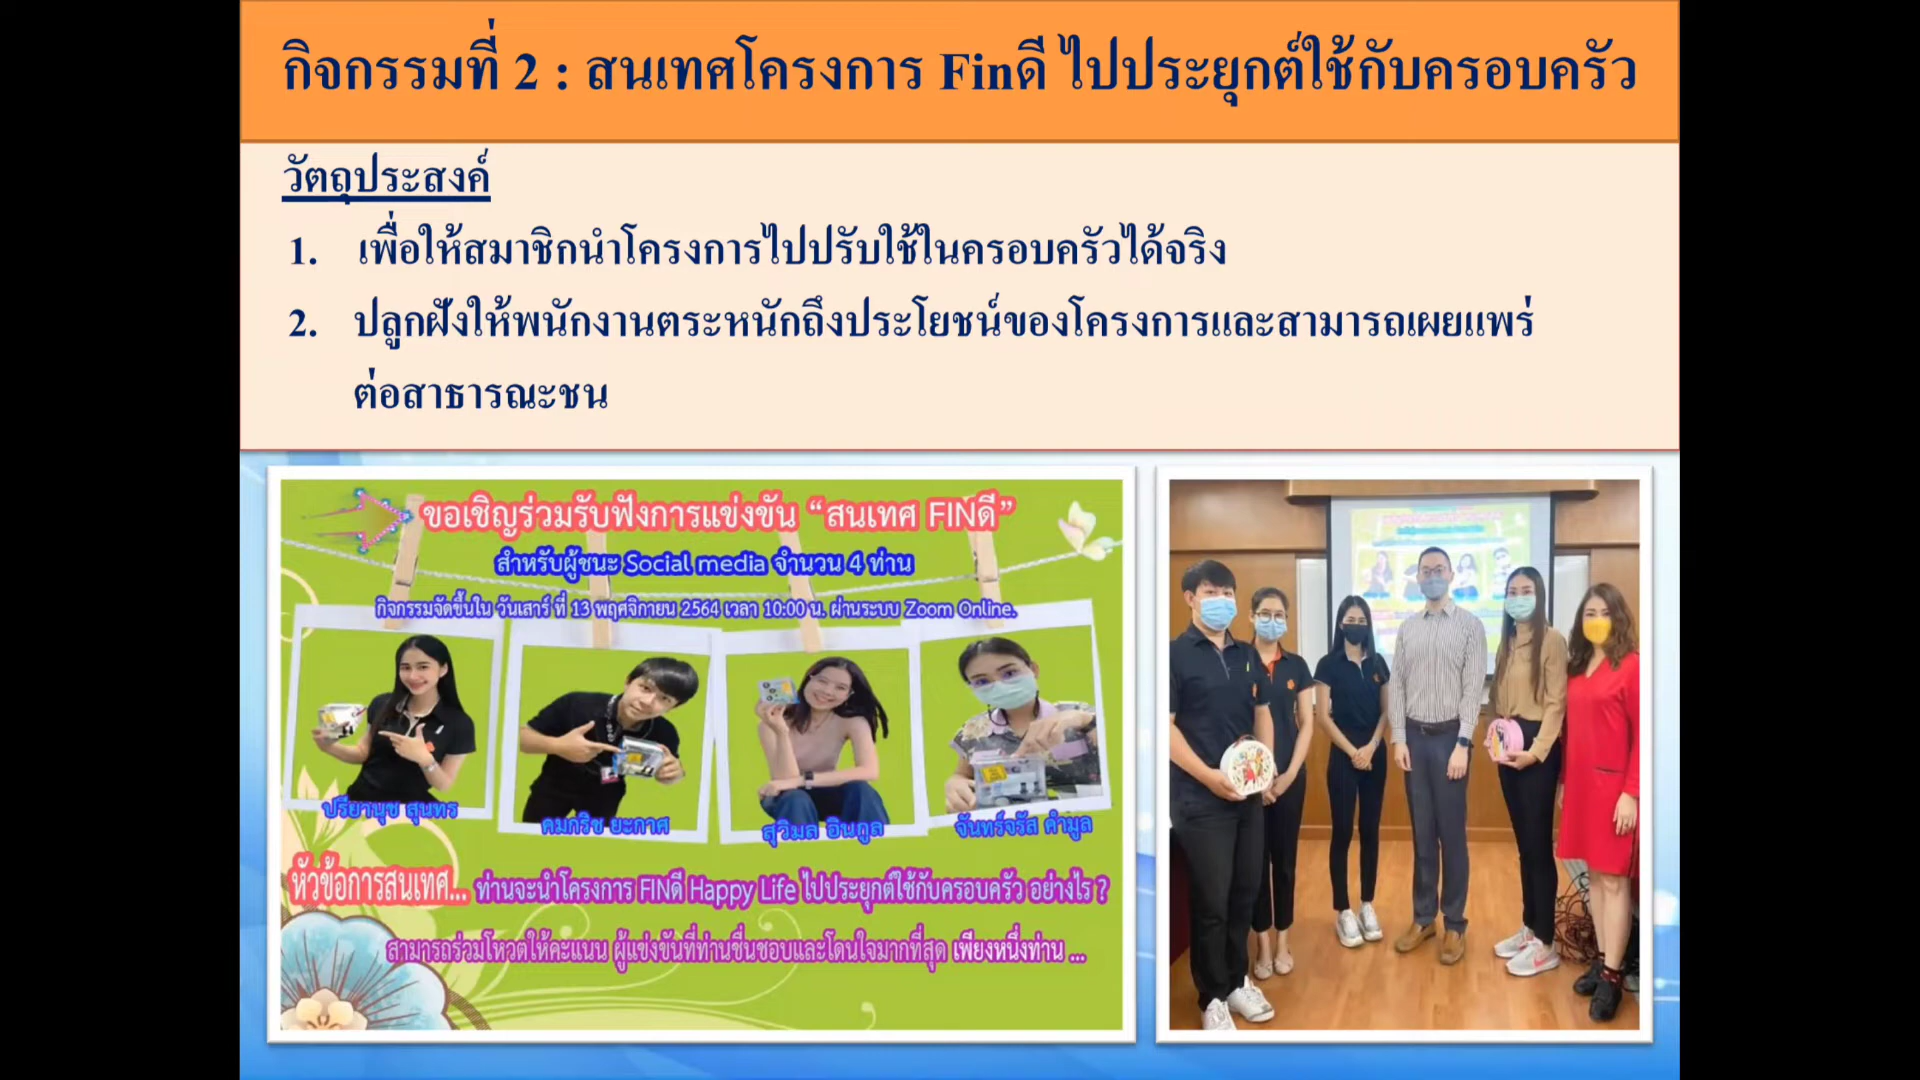 กิจกรรมที่ 2 : สนเทศโครงการ Finดี ไปประยุกต์ใช้กับครอบครัว
วัตถุประสงค์
1. เพื่อให้สมาชิกนำโครงการไปปรับใช้ในครอบครัวได้จริง
2. ปลูกฝังให้พนักงานตระหนักถึงประโยชน์ของโครงการและสามารถเผยแพร่
ต่อสาธารณะชน
ขอเชิญร่วมรับฟังการแข่งขัน “สนเทศ FINดี”
สำหรับผู้ชนะ Social media จำนวน 4 ท่าน
กิจกรรมจัดขึ้นใน วันเสาร์ ที่ 13 พฤศจิกายน 2564 เวลา 10:00 น. ผ่านระบบ Zoom Online.
ปรียานุช สุนทร
คมกริช ยะกาศ
สุวิมล อินกูล
จันทร์จรัส คำมูล
หัวข้อการสนเทศ... ท่านจะนำโครงการ FINดี Happy Life ไปประยุกต์ใช้กับครอบครัว อย่างไร ?
สามารถร่วมโหวตให้คะแนน ผู้แข่งขันที่ท่านชื่นชอบและโดนใจมากที่สุด เพียงหนึ่งท่าน ...